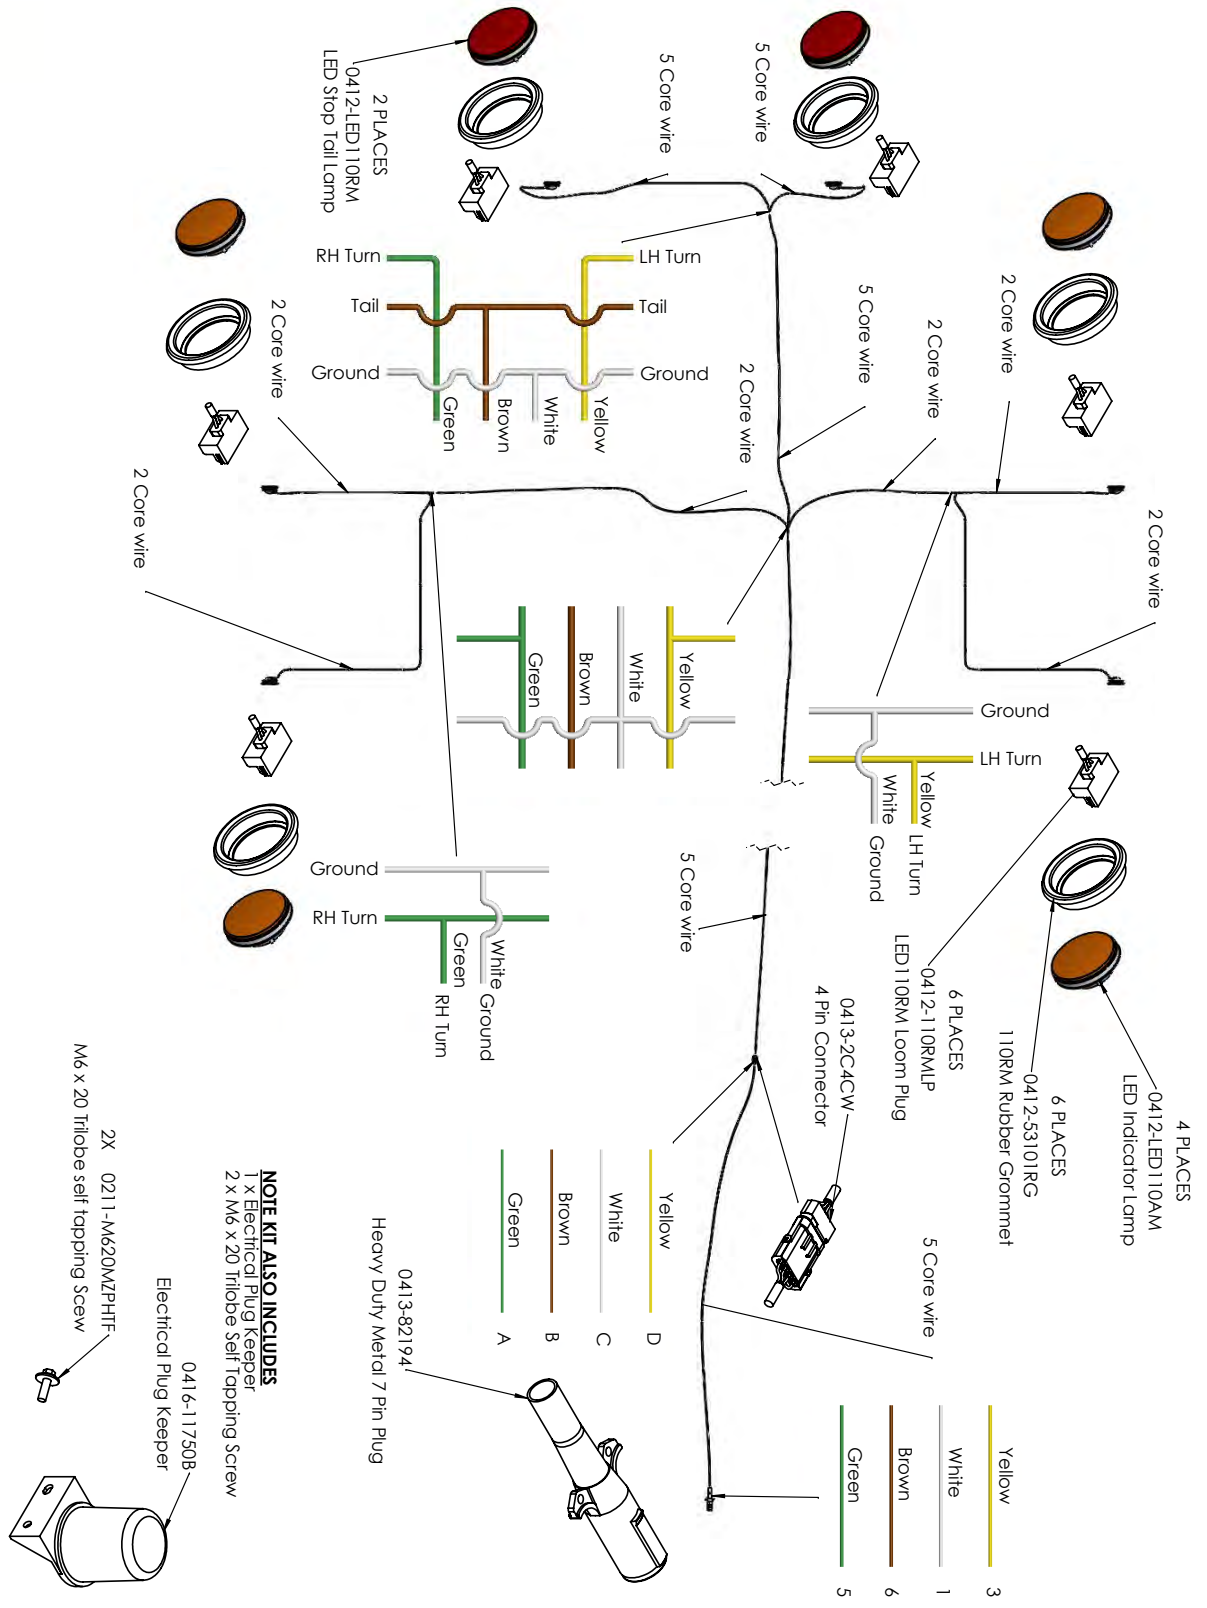 2 PLACES
0412-LED110RM
LED Stop Tail Lamp
5 Core wire
5 Core wire
2 Core wire
2 Core wire
5 Core wire
2 Core wire
2 Core wire
2 Core wire
2 Core wire
RH Turn
Tail
Ground
LH Turn
Tail
Ground
Green
Brown
White
Yellow
Green
Brown
White
Yellow
Ground
LH Turn
Yellow
White
LH Turn
Ground
Ground
RH Turn
White
Green
Ground
RH Turn
5 Core wire
6 PLACES
0412-110RMLP
LED110RM Loom Plug
6 PLACES
0412-53101RG
110RM Rubber Grommet
4 PLACES
0412-LED110AM
LED Indicator Lamp
0413-2C4CW
4 Pin Connector
Yellow D
White C
Brown B
Green A
5 Core wire
Yellow 3
White 1
Brown 6
Green 5
0413-82194
Heavy Duty Metal 7 Pin Plug
NOTE KIT ALSO INCLUDES
1 x Electrical Plug Keeper
2 x M6 x 20 Trilobe Self Tapping Screw
0416-11750B
Electrical Plug Keeper
2X 0211-M620MZPHTF
M6 x 20 Trilobe self tapping Scew